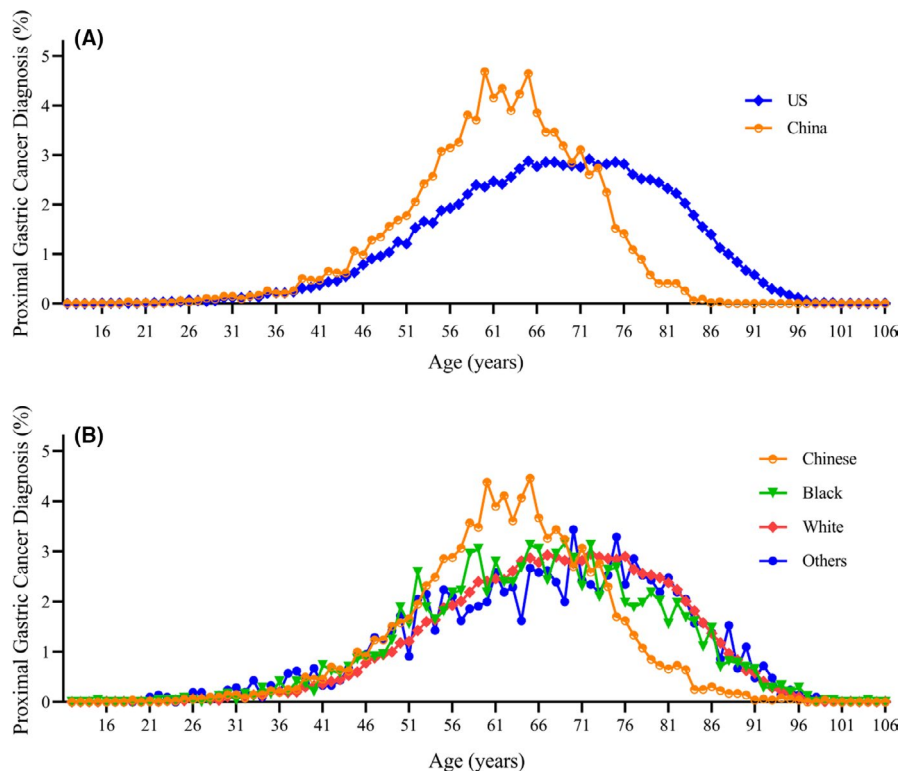 (A)
Proximal Gastric Cancer Diagnosis (%)
5
4
3
2
1
0
US
China
16 21 26 31 36 41 46 51 56 61 66 71 76 81 86 91 96 101 106
Age (years)
(B)
Proximal Gastric Cancer Diagnosis (%)
5
4
3
2
1
0
Chinese
Black
White
Others
16 21 26 31 36 41 46 51 56 61 66 71 76 81 86 91 96 101 106
Age (years)